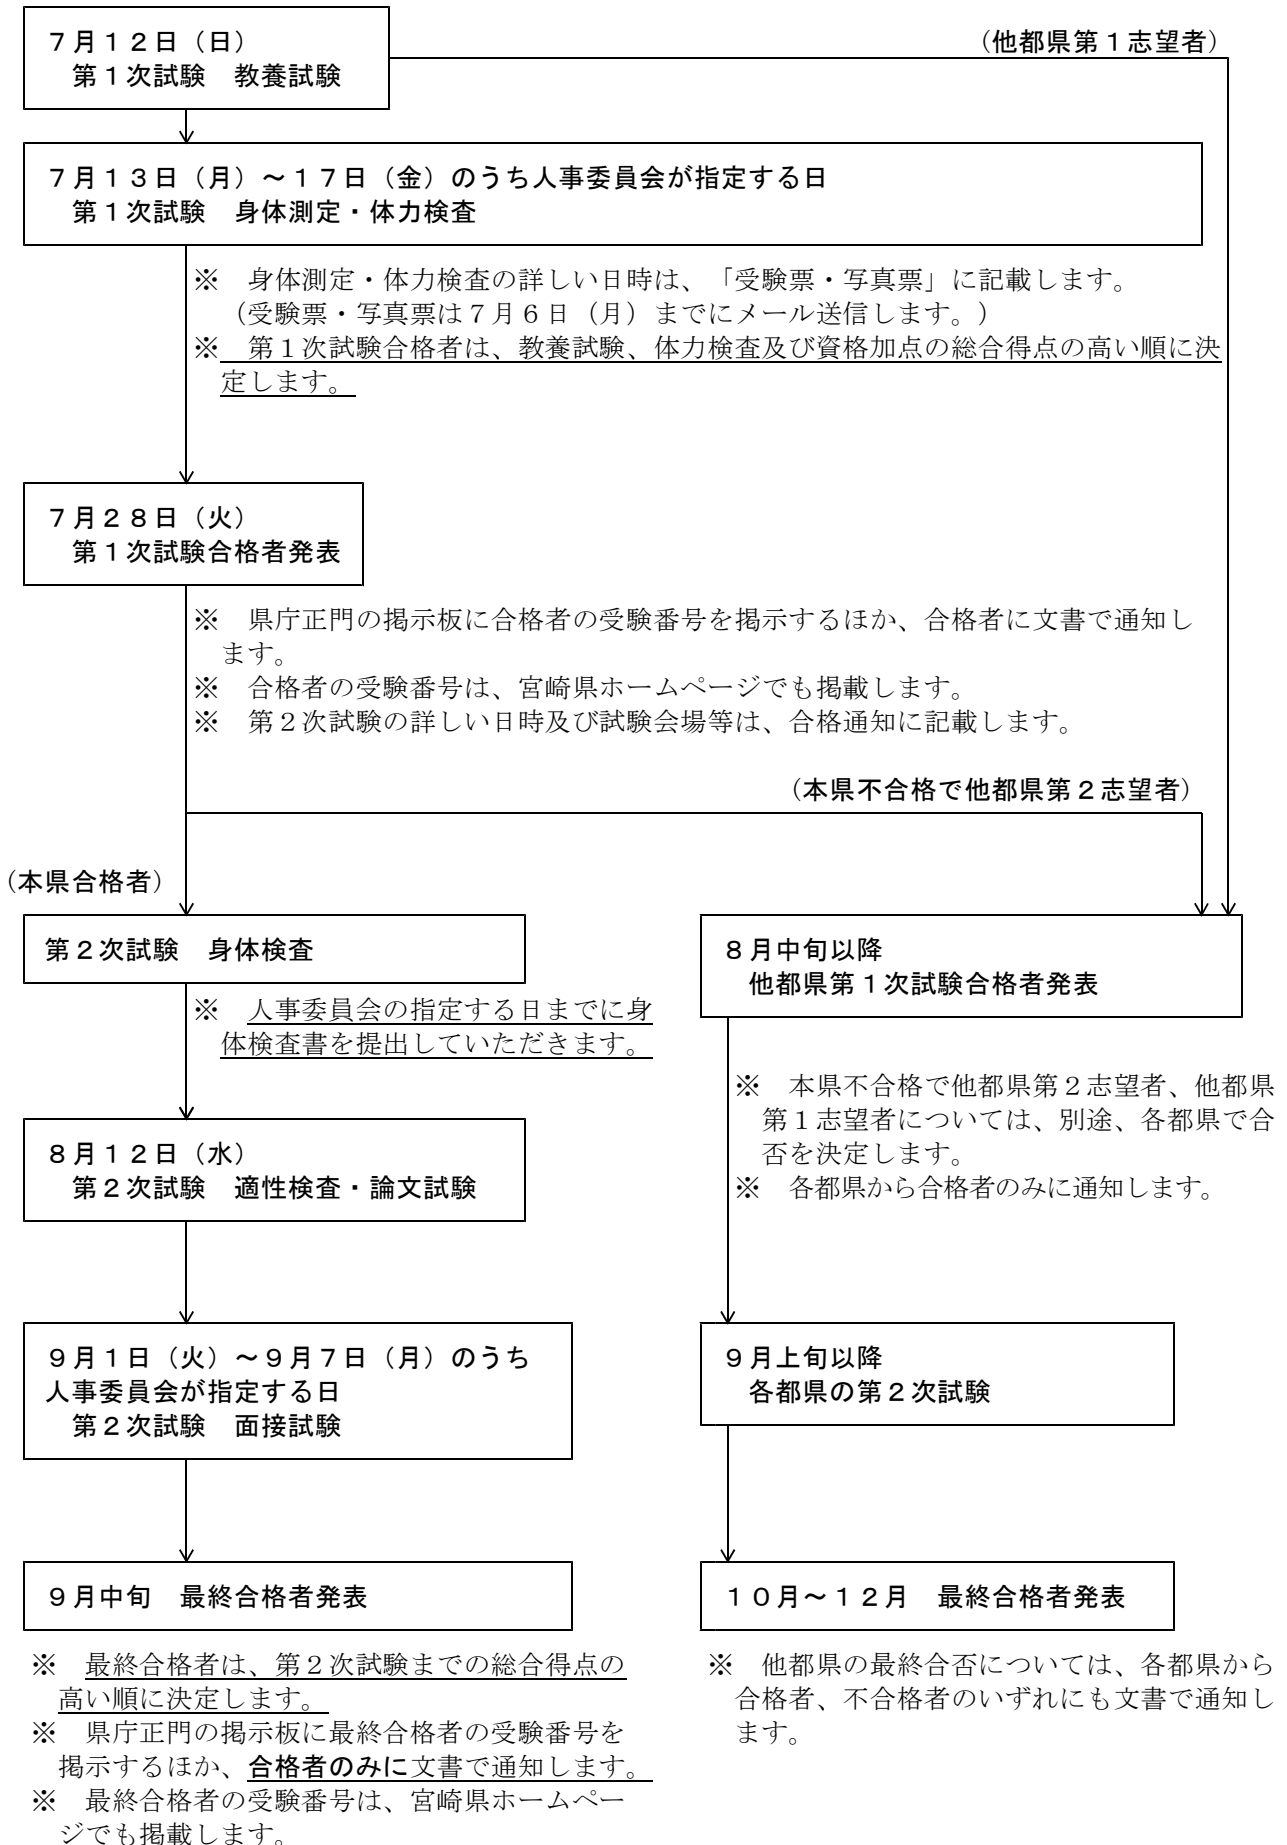 ７月１２日（日）
第１次試験　教養試験
（他都県第１志望者）
７月１３日（月）～１７日（金）のうち人事委員会が指定する日
第１次試験　身体測定・体力検査
※　身体測定・体力検査の詳しい日時は、「受験票・写真票」に記載します。
（受験票・写真票は７月６日（月）までにメール送信します。）
※　第１次試験合格者は、教養試験、体力検査及び資格加点の総合得点の高い順に決
定します。
７月２８日（火）
第１次試験合格者発表
※　県庁正門の掲示板に合格者の受験番号を掲示するほか、合格者に文書で通知し
ます。
※　合格者の受験番号は、宮崎県ホームページでも掲載します。
※　第２次試験の詳しい日時及び試験会場等は、合格通知に記載します。
（本県不合格で他都県第２志望者）
（本県合格者）
第２次試験　身体検査
※　人事委員会の指定する日までに身
体検査書を提出していただきます。
８月１２日（水）
第２次試験　適性検査・論文試験
９月１日（火）～９月７日（月）のうち
人事委員会が指定する日
第２次試験　面接試験
９月中旬　最終合格者発表
※　最終合格者は、第２次試験までの総合得点の
高い順に決定します。
※　県庁正門の掲示板に最終合格者の受験番号を
掲示するほか、合格者のみに文書で通知します。
※　最終合格者の受験番号は、宮崎県ホームペー
ジでも掲載します。
８月中旬以降
他都県第１次試験合格者発表
※　本県不合格で他都県第２志望者、他都県
第１志望者については、別途、各都県で合
否を決定します。
※　各都県から合格者のみに通知します。
９月上旬以降
各都県の第２次試験
１０月～１２月　最終合格者発表
※　他都県の最終合否については、各都県から
合格者、不合格者のいずれにも文書で通知し
ます。